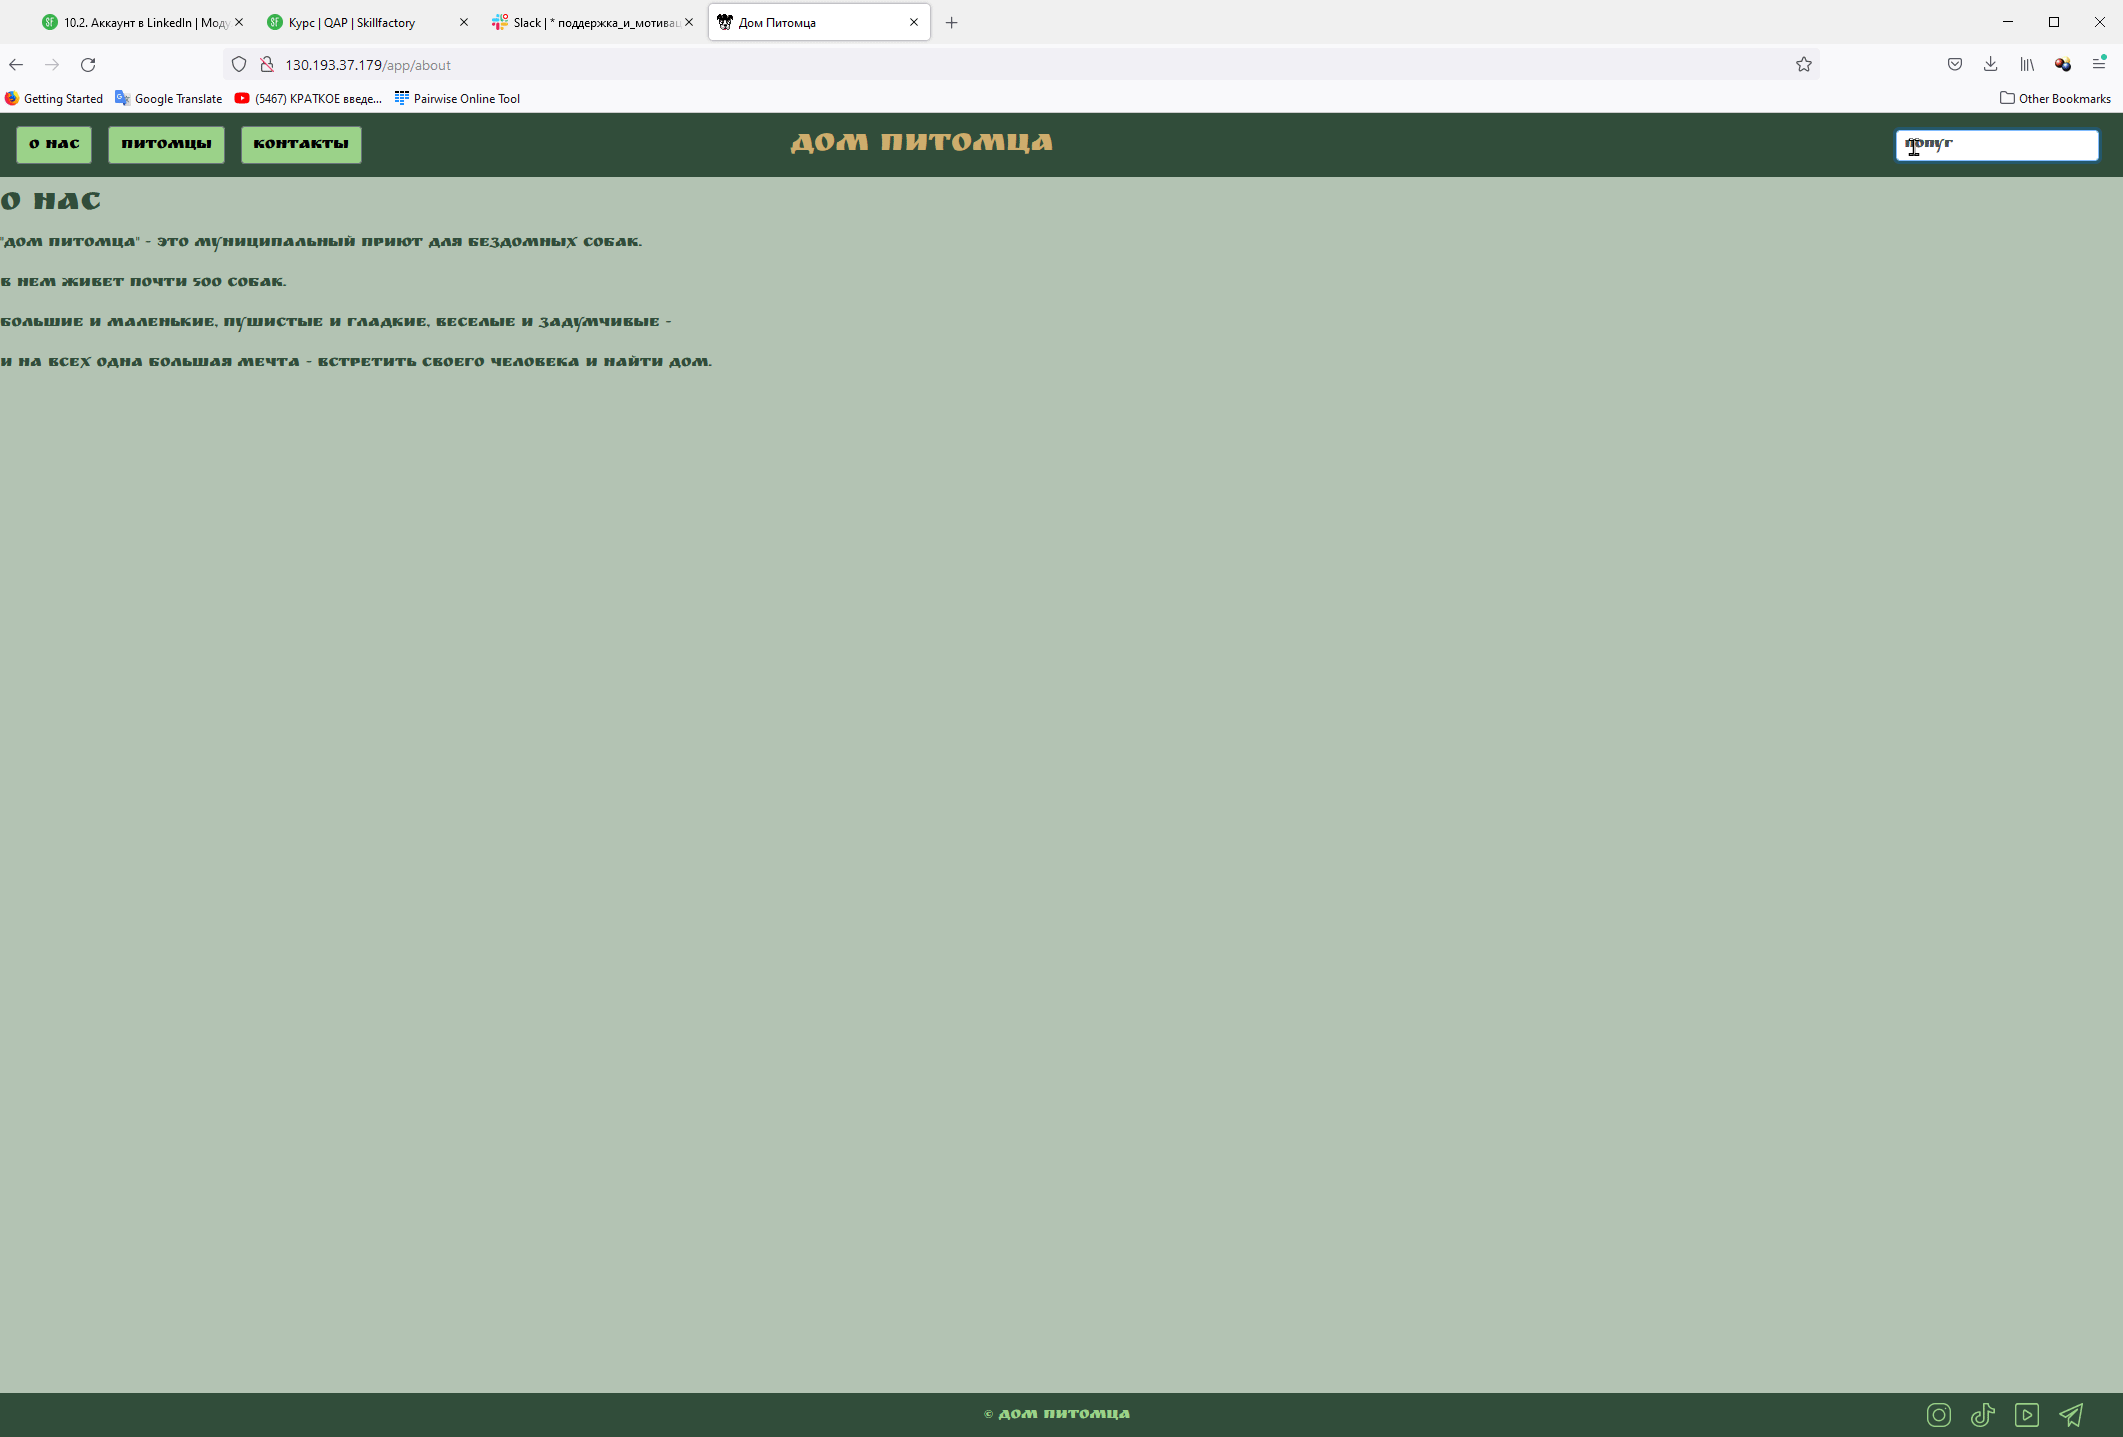 10.2. Аккаунт в LinkedIn | Моду
Курс | QAP | Skillfactory
Slack | * поддержка_и_мотивац
Дом Питомца
130.193.37.179/app/about
Getting Started
Google Translate
(5467) КРАТКОЕ введе...
Pairwise Online Tool
Other Bookmarks
О НАС
ПИТОМЦЫ
КОНТАКТЫ
ДОМ ПИТОМЦА
ПОПУГ
О НАС
"ДОМ ПИТОМЦА" - ЭТО МУНИЦИПАЛЬНЫЙ ПРИЮТ ДЛЯ БЕЗДОМНЫХ СОБАК.
В НЕМ ЖИВЕТ ПОЧТИ 500 СОБАК.
БОЛЬШИЕ И МАЛЕНЬКИЕ, ПУШИСТЫЕ И ГЛАДКИЕ, ВЕСЕЛЫЕ И ЗАДУМЧИВЫЕ -
И НА ВСЕХ ОДНА БОЛЬШАЯ МЕЧТА - ВСТРЕТИТЬ СВОЕГО ЧЕЛОВЕКА И НАЙТИ ДОМ.
© ДОМ ПИТОМЦА